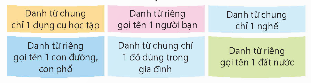 Danh từ chung
chỉ 1 dụng cụ học tập
Danh từ riêng
gọi tên 1 người bạn
Danh từ chung
chỉ 1 nghề
Danh từ riêng
gọi tên 1 con đường,
con phố
Danh từ chung chỉ
1 đồ dùng trong
gia đình
Danh từ riêng
gọi tên 1 đất nước